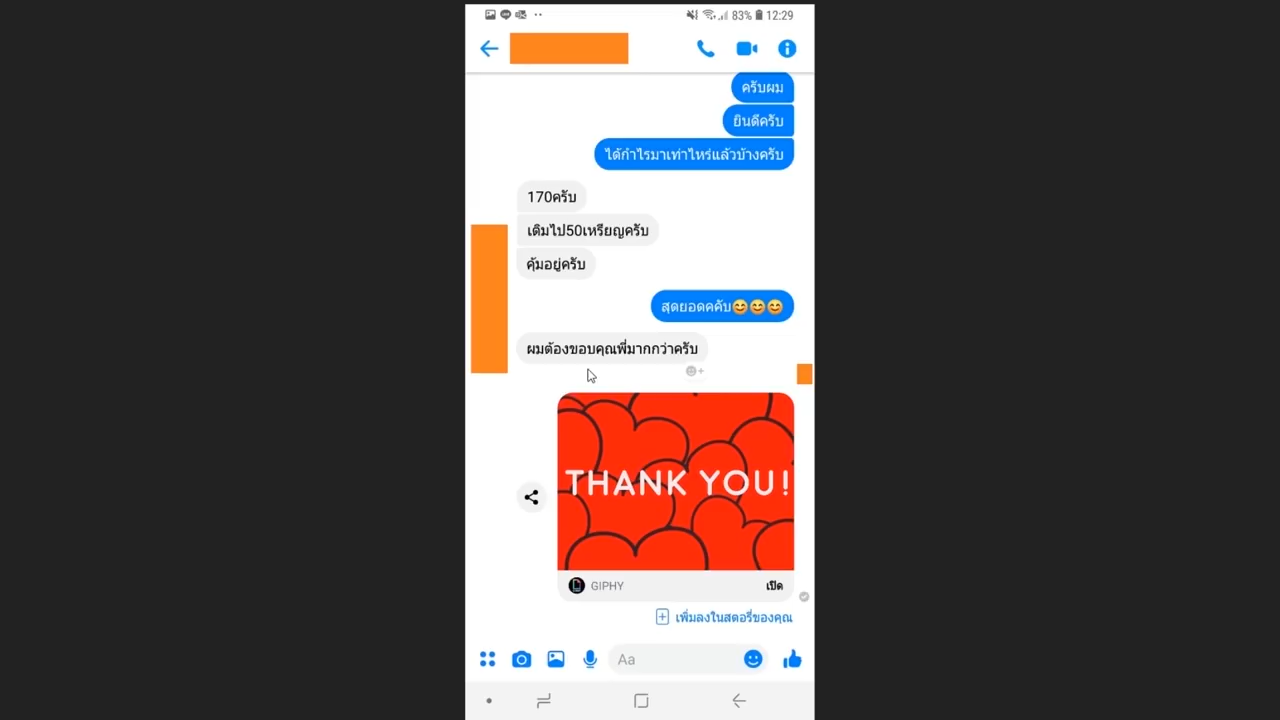 83% 12:29
ครับผม
ยินดีครับ
ได้กำไรมาเท่าไหร่แล้วบ้างครับ
170ครับ
เติมไป50เหรียญครับ
คุ้มอยู่ครับ
สุดยอดคคับ😊😊😊
ผมต้องขอบคุณพี่มากกว่าครับ
THANK YOU!
GIPHY เปิด
เพิ่มลงในสตอรี่ของคุณ
Aa